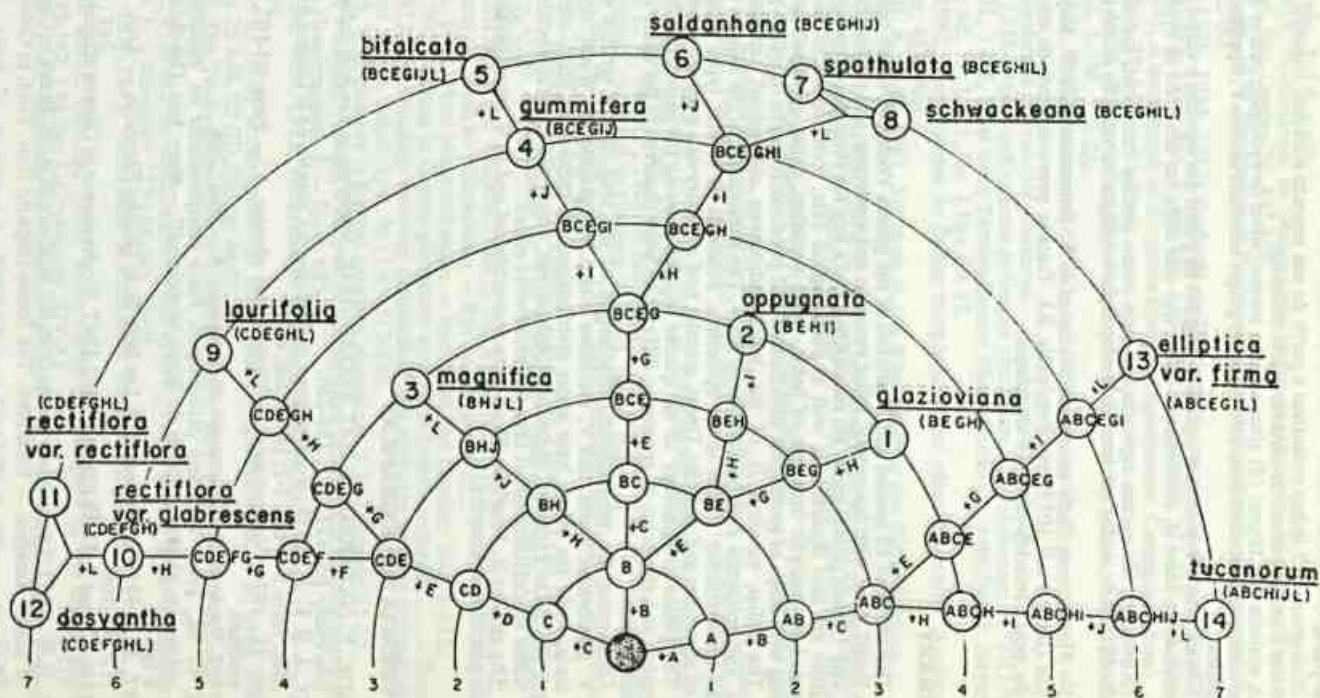 saldanhana (BCEGHIJ)
bifalcata
(BCEGIJL)
5
6
7
spathulata (BCEGHIL)
+L
gummifera
(BCEGIJ)
+J
8
schwackeana (BCEGHIL)
4
BCEGHI
+L
+J
+I
BCEGI
BCEGH
+I
+H
laurifolia
(CDEGHL)
BCEG
oppugnata
(BEHI)
2
9
+G
13
elliptica
var. firma
(ABCEGIL)
+L
3
magnifica
(BHJL)
+I
+L
(CDEFGHL)
rectiflora
var. rectiflora
CDEGH
BCE
BEH
glazioviana
(BEGH)
ABCEGI
+H
+L
+E
1
+I
BHJ
+H
BEG
+H
11
rectiflora
var. glabrescens
(CDEFGH)
CDEG
+J
BC
+G
ABCEG
BH
BE
+G
+G
+C
+H
+E
ABCE
+L
10
+H
CDEFG
+G
CDEF
+F
CDE
B
+E
tucanorum
(ABCHIJL)
12
dasyantha
(CDEFGHL)
+E
CD
+D
C
+B
+C
+A
A
+B
AB
+C
ABC
+H
ABCH
+I
ABCHI
+J
ABCHIJ
+L
14
7 6 5 4 3 2 1 1 2 3 4 5 6 7